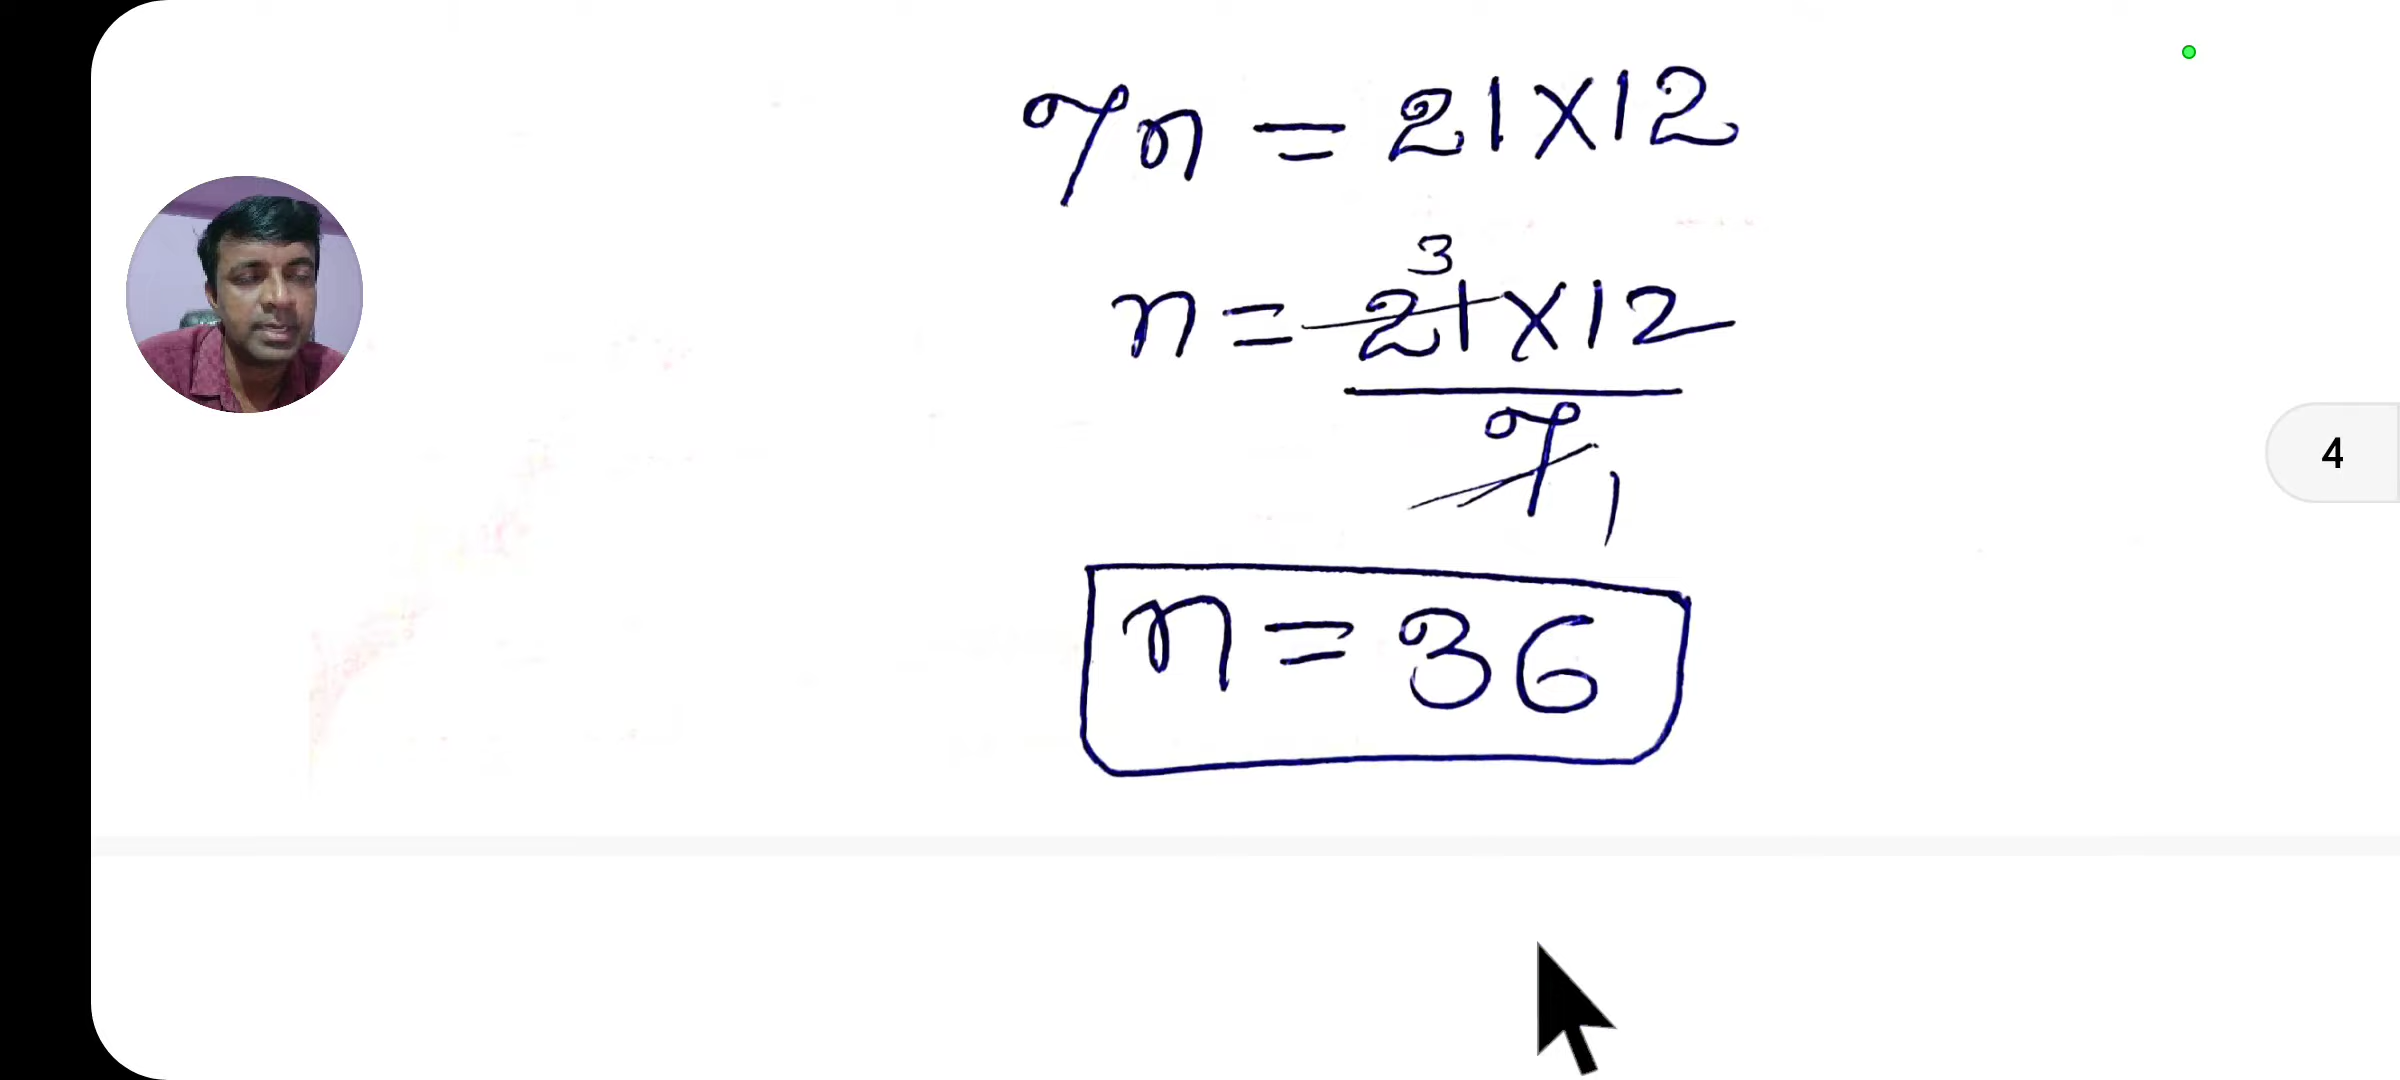 7n = 21×12
3
n = 21×12
7 1
n = 36
4